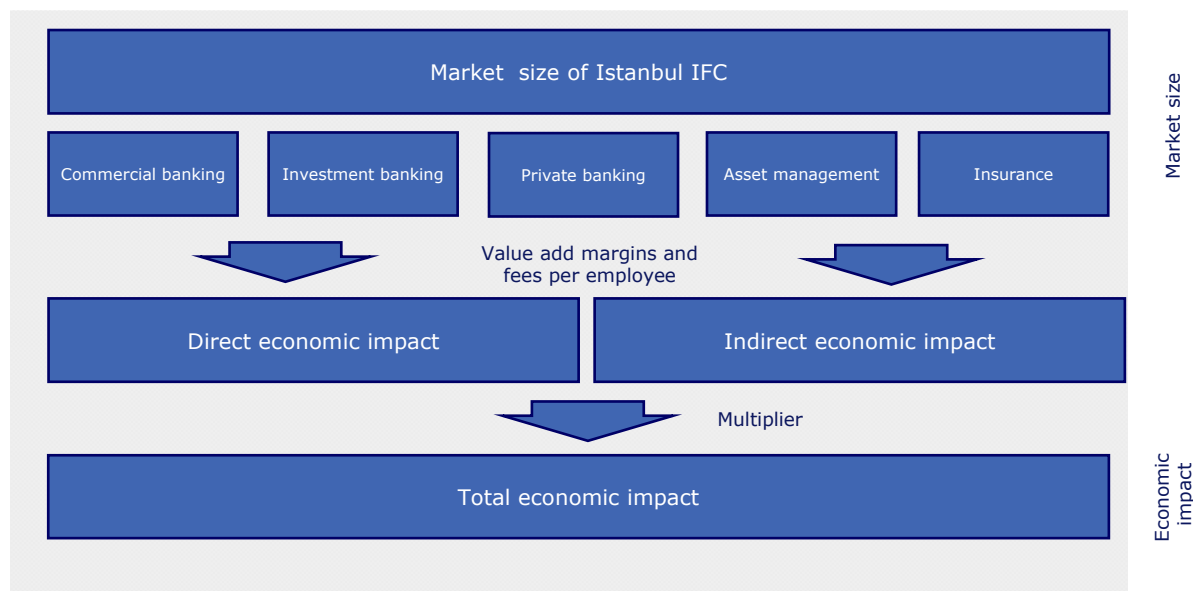 Market size of Istanbul IFC
Market size
Commercial banking
Investment banking
Private banking
Asset management
Insurance
Value add margins and
fees per employee
Direct economic impact
Indirect economic impact
Multiplier
Total economic impact
Economic
impact